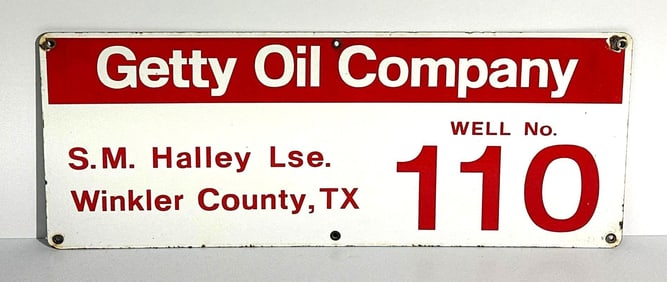 Getty Oil Company
WELL No.
S.M. Halley Lse.
110
Winkler County, TX